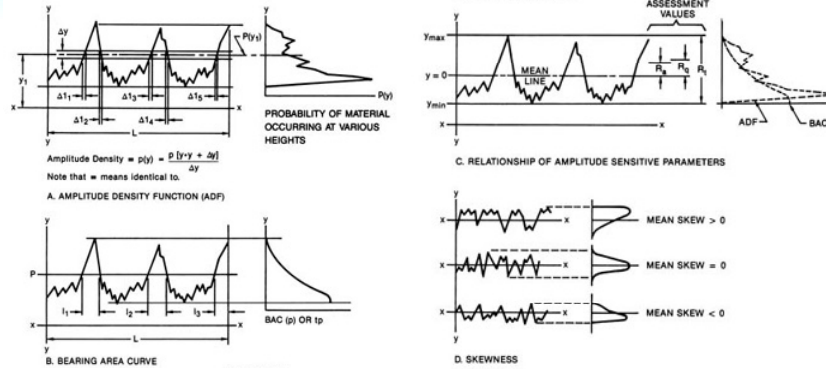 y
y
Δy
P(y₁)
y₁
x
x
Δ1₁
Δ1₃
Δ1₅
P(y)
Δ1₂
Δ1₄
L
y
PROBABILITY OF MATERIAL
OCCURRING AT VARIOUS
HEIGHTS
Amplitude Density ≡ p(y) = p [y•y + Δy]
Δy
Note that ≡ means identical to.
A. AMPLITUDE DENSITY FUNCTION (ADF)
y
y
P
l₁
l₂
l₃
x
x
BAC (p) OR tp
L
y
B. BEARING AREA CURVE
ASSESSMENT
VALUES
y
ymax
y = 0
MEAN
LINE
Ra
Rq
Rt
ymin
ADF
BAC
x
x
y
C. RELATIONSHIP OF AMPLITUDE SENSITIVE PARAMETERS
y
x
x
MEAN SKEW > 0
x
x
MEAN SKEW = 0
x
x
MEAN SKEW < 0
y
D. SKEWNESS